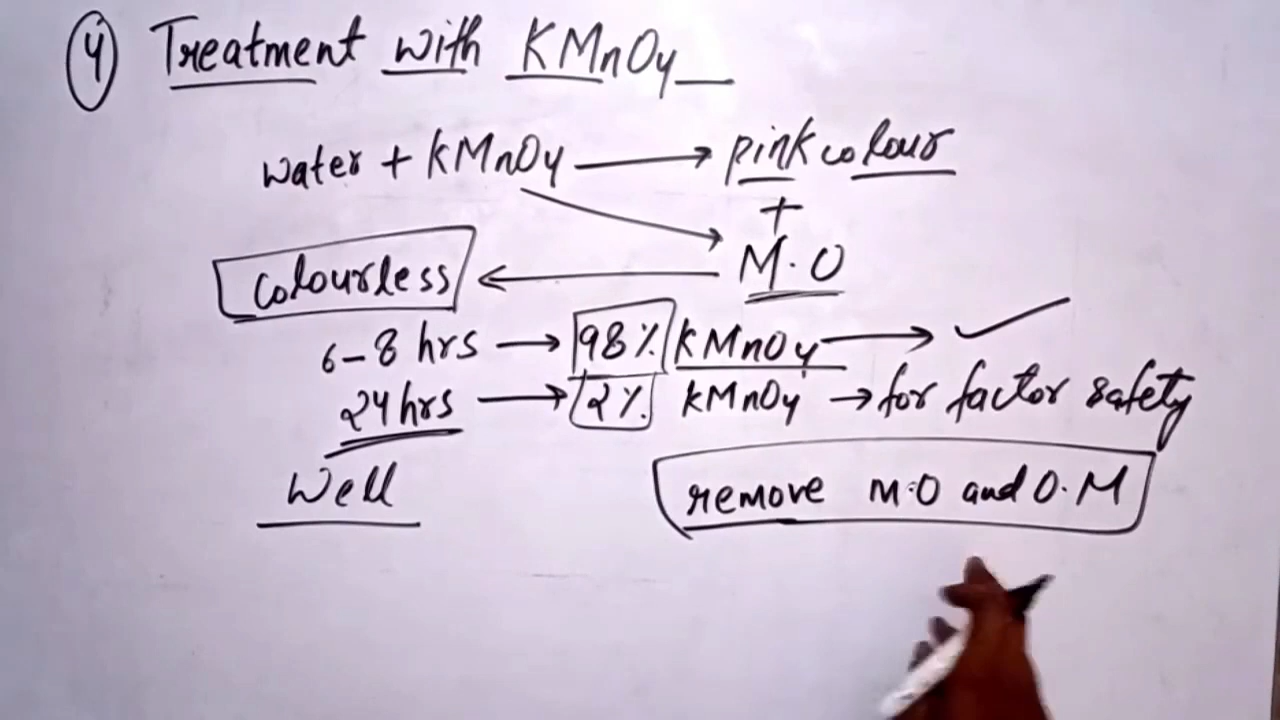 4 Treatment with KMnO4
water + KMnO4 → pink colour
+
colourless ← M.O
6-8 hrs → 98% KMnO4 → ✓
24 hrs → 2% KMnO4 → for factor safety
Well
remove M.O and O.M